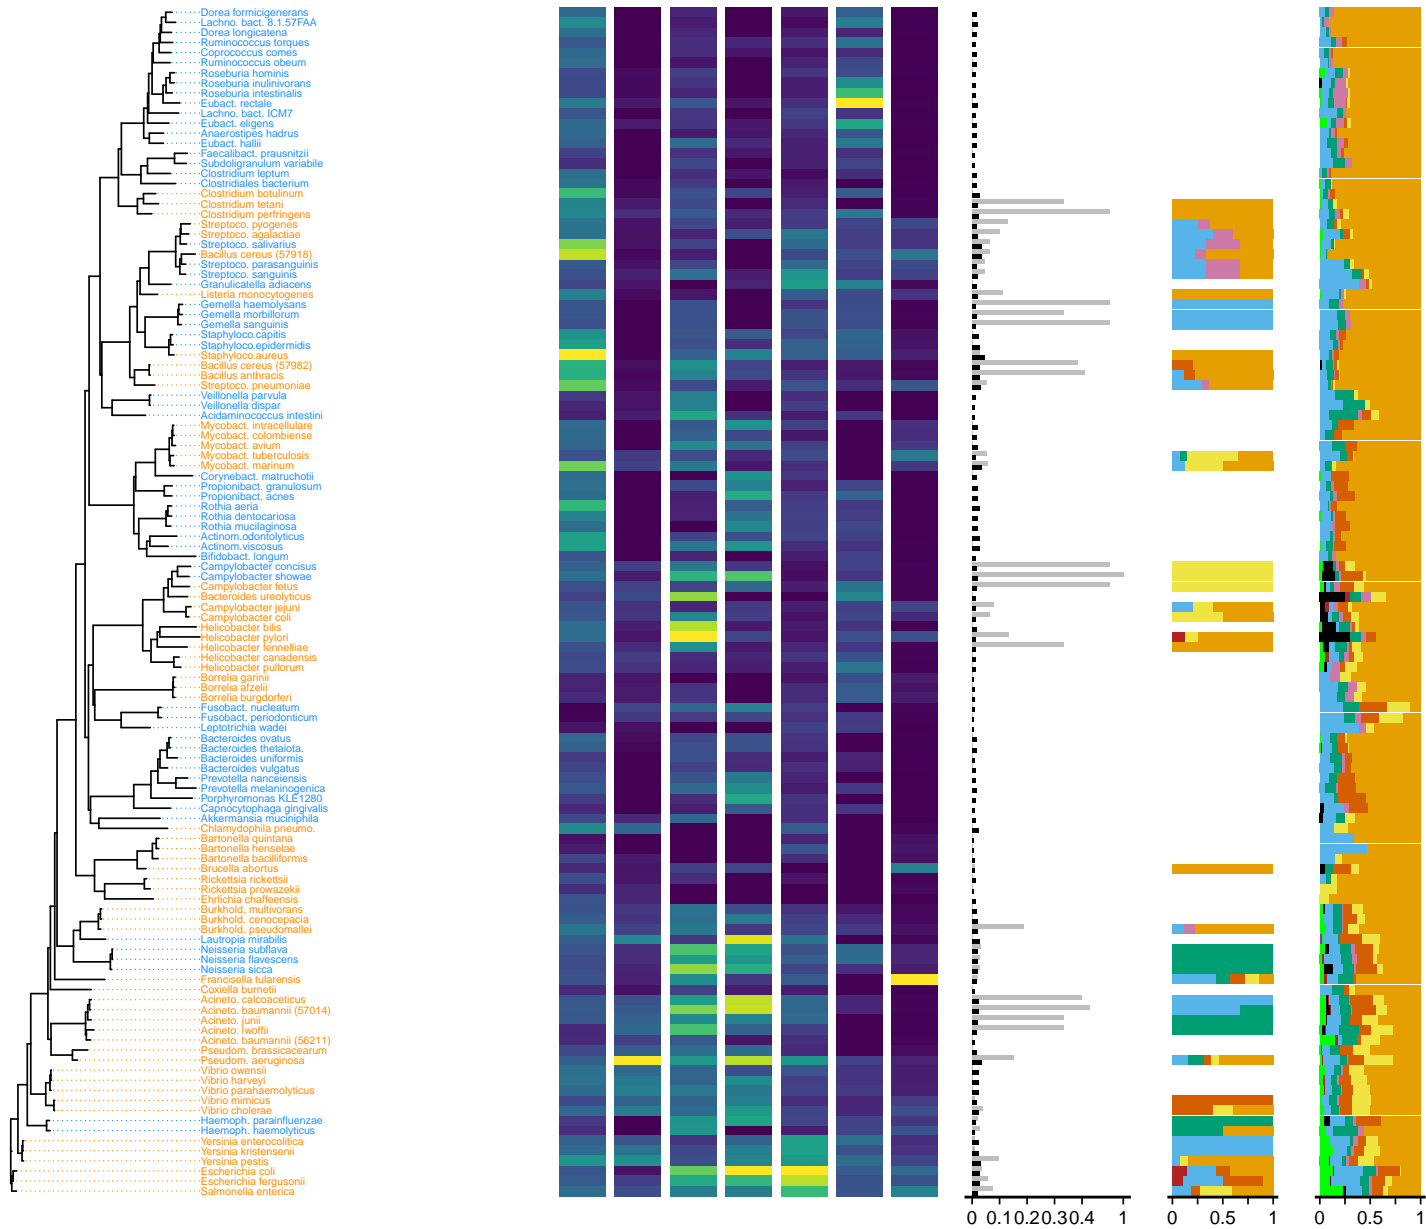 Dorea formicigenerans
Lachno. bact. 8.1.57FAA
Dorea longicatena
Ruminococcus torques
Coprococcus comes
Ruminococcus obeum
Roseburia hominis
Roseburia inulinivorans
Roseburia intestinalis
Eubact. rectale
Lachno. bact. ICM7
Eubact. eligens
Anaerostipes hadrus
Eubact. hallii
Faecalibact. prausnitzii
Subdoligranulum variabile
Clostridium leptum
Clostridiales bacterium
Clostridium botulinum
Clostridium tetani
Clostridium perfringens
Streptoco. pyogenes
Streptoco. agalactiae
Streptoco. salivarius
Bacillus cereus (57918)
Streptoco. parasanguinis
Streptoco. sanguinis
Granulicatella adiacens
Listeria monocytogenes
Gemella haemolysans
Gemella morbillorum
Gemella sanguinis
Staphyloco.capitis
Staphyloco.epidermidis
Staphyloco.aureus
Bacillus cereus (57982)
Bacillus anthracis
Streptoco. pneumoniae
Veillonella parvula
Veillonella dispar
Acidaminococcus intestini
Mycobact. intracellulare
Mycobact. colombiense
Mycobact. avium
Mycobact. tuberculosis
Mycobact. marinum
Corynebact. matruchotii
Propionibact. granulosum
Propionibact. acnes
Rothia aeria
Rothia dentocariosa
Rothia mucilaginosa
Actinom.odontolyticus
Actinom.viscosus
Bifidobact. longum
Campylobacter concisus
Campylobacter showae
Campylobacter fetus
Bacteroides ureolyticus
Campylobacter jejuni
Campylobacter coli
Helicobacter bilis
Helicobacter pylori
Helicobacter fennelliae
Helicobacter canadensis
Helicobacter pullorum
Borrelia garinii
Borrelia afzelii
Borrelia burgdorferi
Fusobact. nucleatum
Fusobact. periodonticum
Leptotrichia wadei
Bacteroides ovatus
Bacteroides thetaiota.
Bacteroides uniformis
Bacteroides vulgatus
Prevotella nanceiensis
Prevotella melaninogenica
Porphyromonas KLE1280
Capnocytophaga gingivalis
Akkermansia muciniphila
Chlamydophila pneumo.
Bartonella quintana
Bartonella henselae
Bartonella bacilliformis
Brucella abortus
Rickettsia rickettsii
Rickettsia prowazekii
Ehrlichia chaffeensis
Burkhold. multivorans
Burkhold. cenocepacia
Burkhold. pseudomallei
Lautropia mirabilis
Neisseria subflava
Neisseria flavescens
Neisseria sicca
Francisella tularensis
Coxiella burnetii
Acineto. calcoaceticus
Acineto. baumannii (57014)
Acineto. junii
Acineto. lwoffii
Acineto. baumannii (56211)
Pseudom. brassicacearum
Pseudom. aeruginosa
Vibrio owensii
Vibrio harveyi
Vibrio parahaemolyticus
Vibrio mimicus
Vibrio cholerae
Haemoph. parainfluenzae
Haemoph. haemolyticus
Yersinia enterocolitica
Yersinia kristensenii
Yersinia pestis
Escherichia coli
Escherichia fergusonii
Salmonella enterica
0 0.1 0.2 0.3 0.4 1 0 0.5 1 0 0.5 1